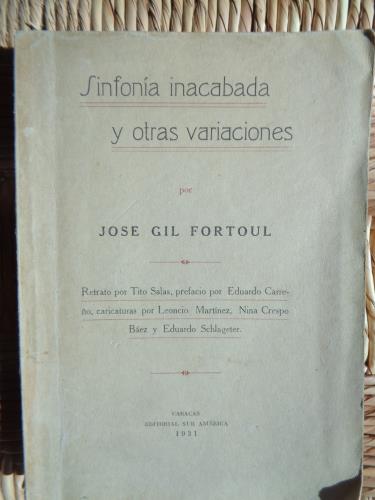 Sinfonía inacabada
y otras variaciones
por
JOSE GIL FORTOUL
Retrato por Tito Salas, prefacio por Eduardo Carre-
ño, caricaturas por Leoncio Martínez, Nina Crespo
Báez y Eduardo Schlageter.
CARACAS
EDITORIAL SUR AMÉRICA
1931